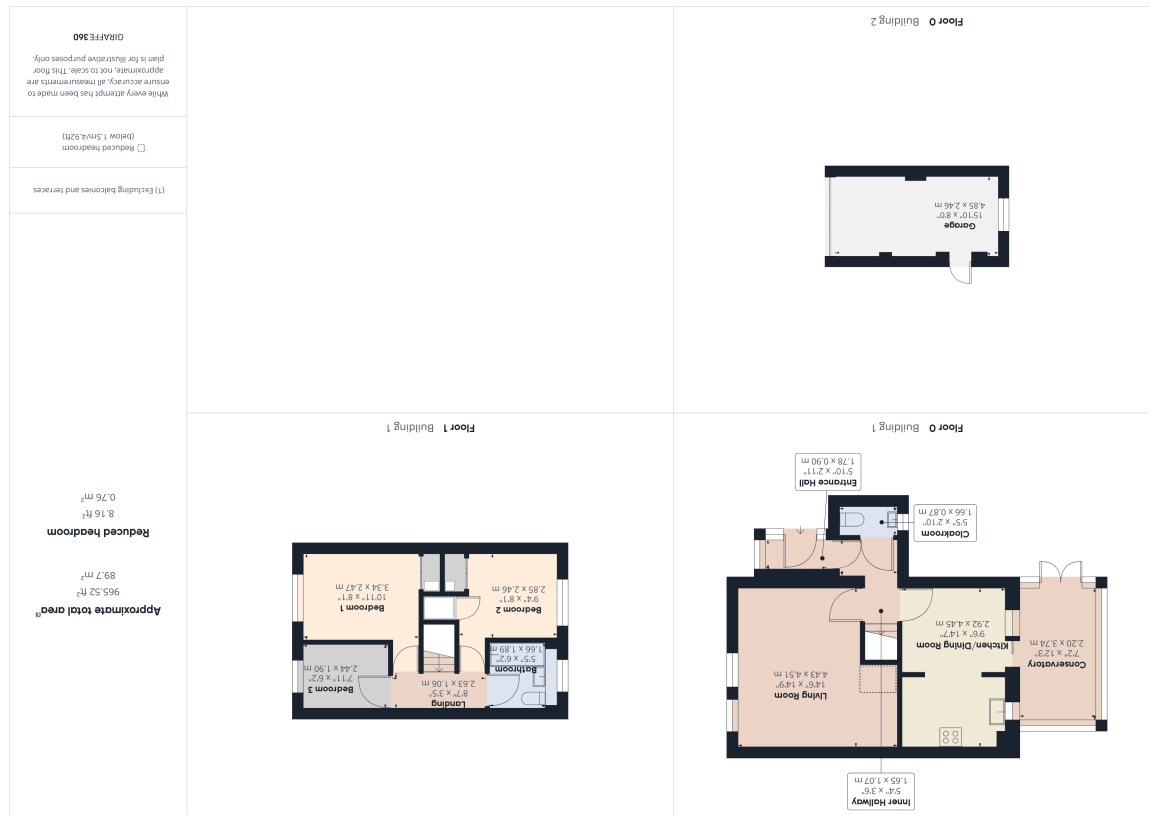 Inner Hallway
5'4" x 3'6"
1.65 x 1.07 m
Living Room
14'6" x 14'9"
4.43 x 4.51 m
Kitchen/Dining Room
9'6" x 14'7"
2.92 x 4.45 m
Conservatory
7'2" x 12'3"
2.20 x 3.74 m
Cloakroom
5'5" x 2'10"
1.66 x 0.87 m
Entrance Hall
5'10" x 2'11"
1.78 x 0.90 m
Floor 0 Building 1
Landing
8'7" x 3'5"
2.63 x 1.06 m
Bathroom
5'5" x 6'2"
1.66 x 1.89 m
Bedroom 3
7'11" x 6'2"
2.44 x 1.90 m
Bedroom 2
9'4" x 8'1"
2.85 x 2.46 m
Bedroom 1
10'11" x 8'1"
3.34 x 2.47 m
Floor 1 Building 1
Garage
15'10" x 8'0"
4.85 x 2.46 m
Floor 0 Building 2
Approximate total area⁽¹⁾
965.52 ft²
89.7 m²
Reduced headroom
8.16 ft²
0.76 m²
(1) Excluding balconies and terraces
Reduced headroom
(below 1.5m/4.92ft)
While every attempt has been made to
ensure accuracy, all measurements are
approximate, not to scale. This floor
plan is for illustrative purposes only.
GIRAFFE360